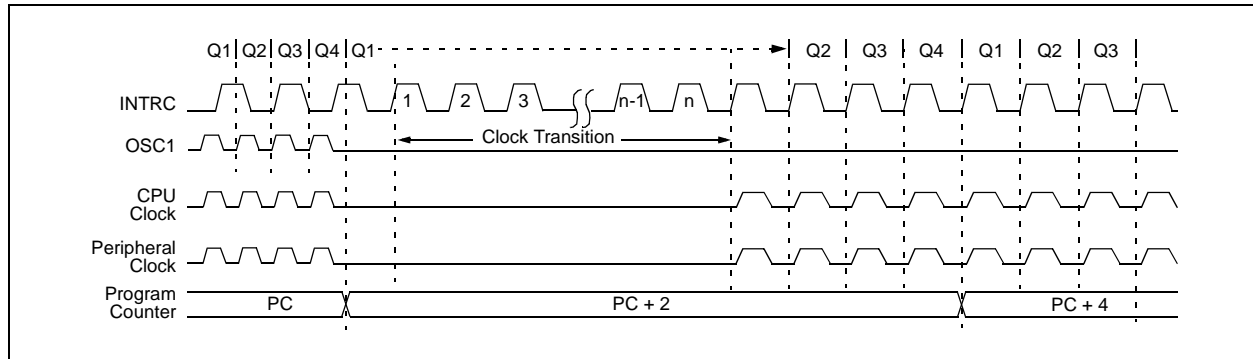 Q1 Q2 Q3 Q4 Q1 Q2 Q3 Q4 Q1 Q2 Q3
INTRC
1 2 3 n-1 n
Clock Transition
OSC1
CPU
Clock
Peripheral
Clock
Program
Counter
PC PC + 2 PC + 4